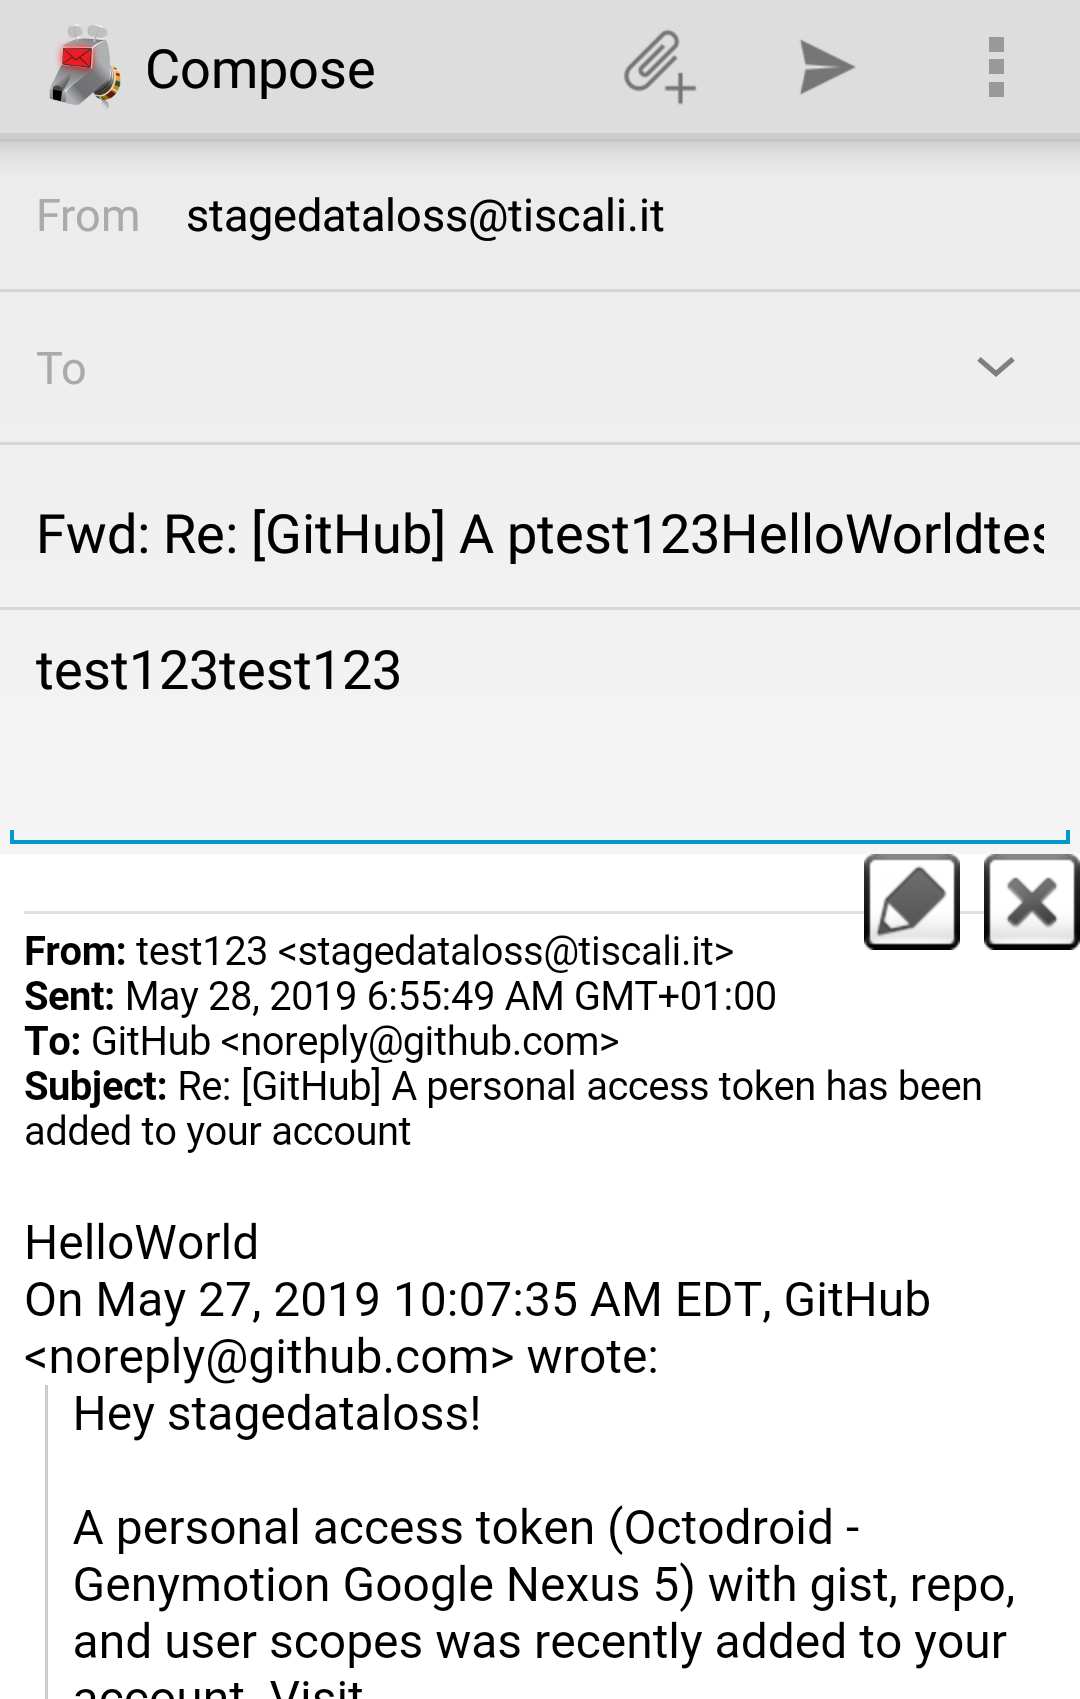 Compose
From stagedataloss@tiscali.it
To
Fwd: Re: [GitHub] A ptest123HelloWorldtes
test123test123
From: test123 <stagedataloss@tiscali.it>
Sent: May 28, 2019 6:55:49 AM GMT+01:00
To: GitHub <noreply@github.com>
Subject: Re: [GitHub] A personal access token has been
added to your account
HelloWorld
On May 27, 2019 10:07:35 AM EDT, GitHub
<noreply@github.com> wrote:
Hey stagedataloss!
A personal access token (Octodroid -
Genymotion Google Nexus 5) with gist, repo,
and user scopes was recently added to your
account. Visit